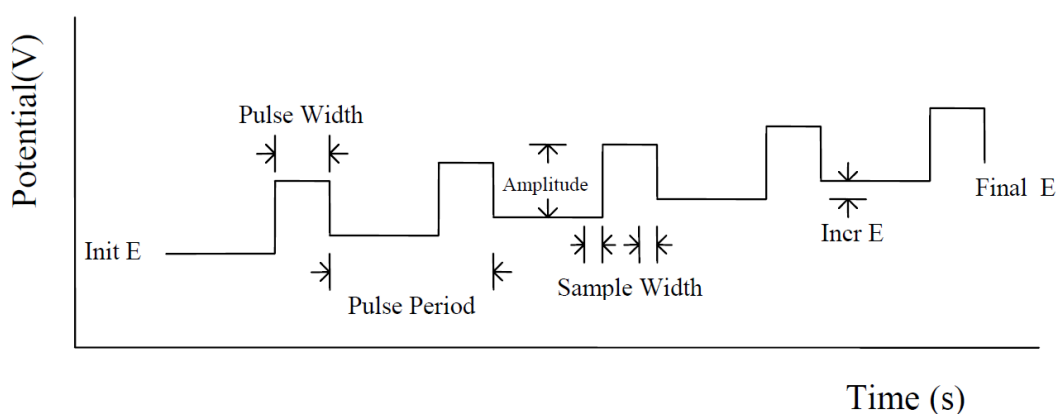 Potential(V)
Pulse Width
Amplitude
Final E
Init E
Incr E
Sample Width
Pulse Period
Time (s)